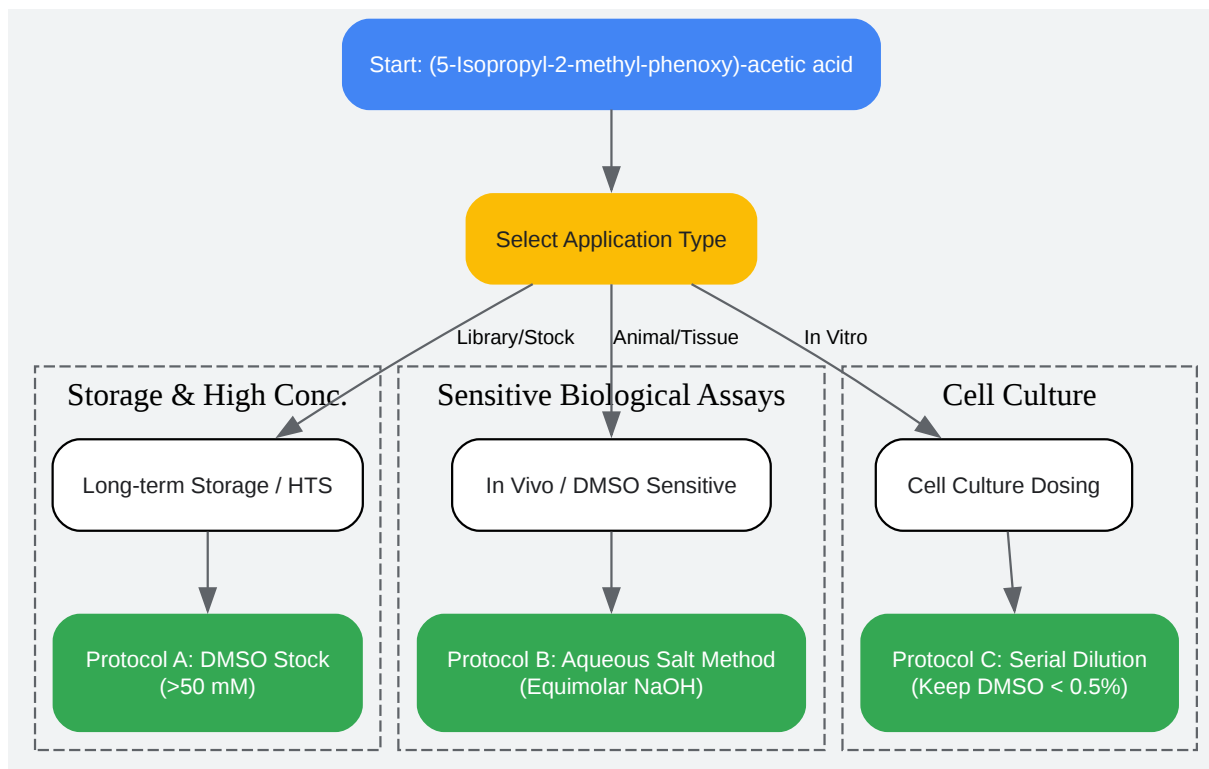 Start: (5-Isopropyl-2-methyl-phenoxy)-acetic acid
Select Application Type
Library/Stock
Animal/Tissue
In Vitro
Storage & High Conc.
Sensitive Biological Assays
Cell Culture
Long-term Storage / HTS
In Vivo / DMSO Sensitive
Cell Culture Dosing
Protocol A: DMSO Stock
(>50 mM)
Protocol B: Aqueous Salt Method
(Equimolar NaOH)
Protocol C: Serial Dilution
(Keep DMSO < 0.5%)